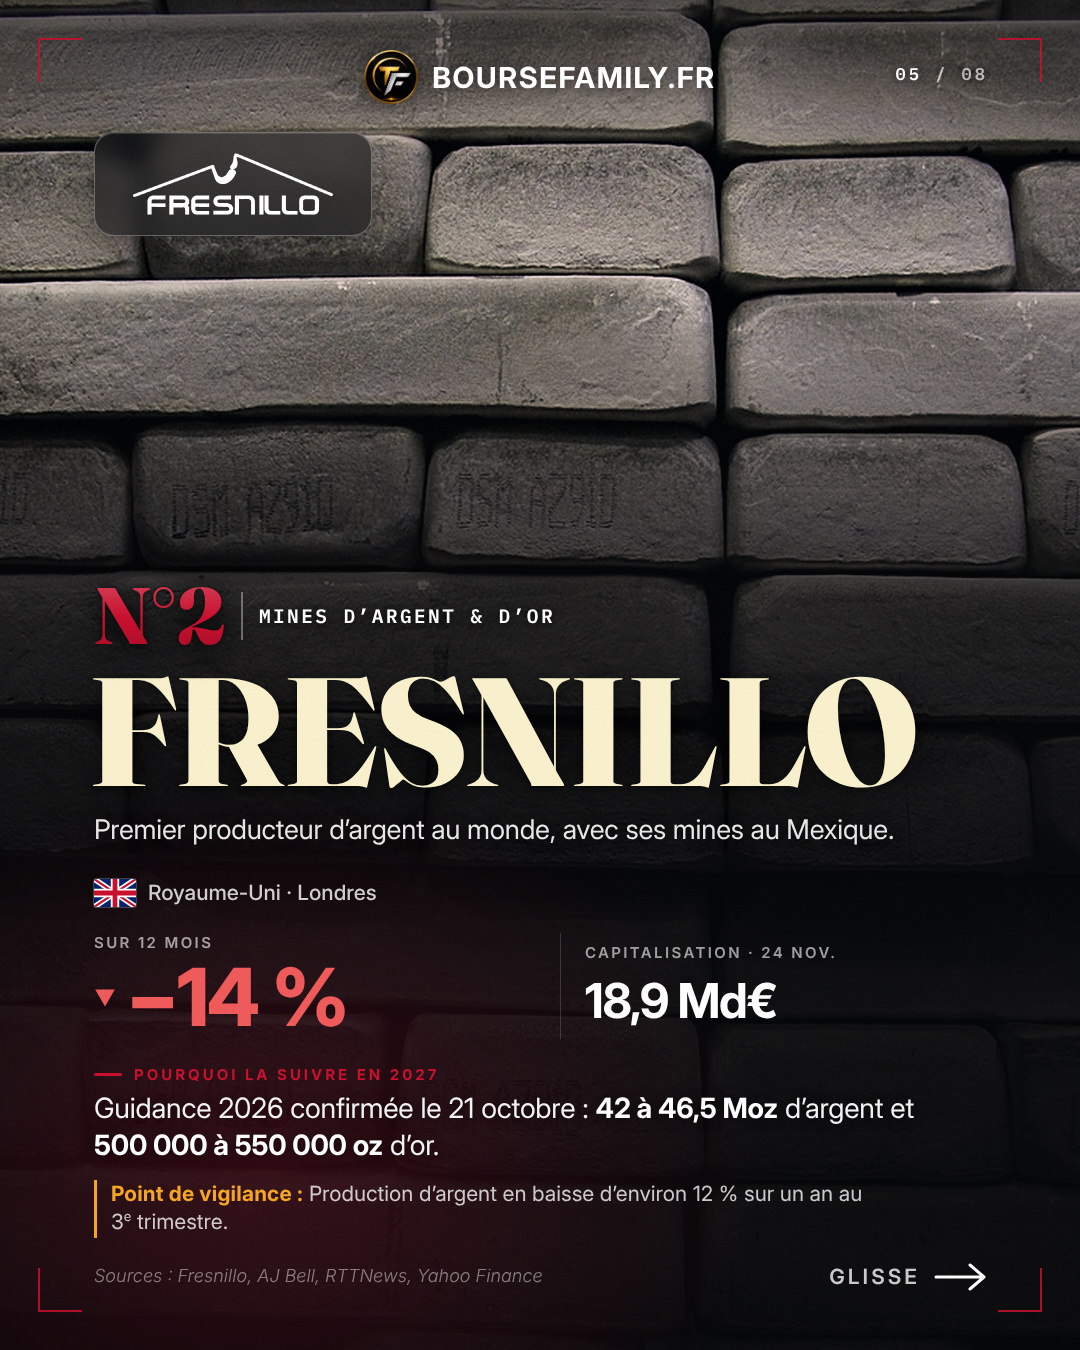 BOURSEFAMILY.FR
05 / 08
FRESNILLO
DSM A2910
DSM A2910
N°2
MINES D’ARGENT & D’OR
FRESNILLO
Premier producteur d’argent au monde, avec ses mines au Mexique.
Royaume-Uni · Londres
SUR 12 MOIS
▼ −14 %
CAPITALISATION · 24 NOV.
18,9 Md€
POURQUOI LA SUIVRE EN 2027
Guidance 2026 confirmée le 21 octobre : 42 à 46,5 Moz d’argent et
500 000 à 550 000 oz d’or.
Point de vigilance : Production d’argent en baisse d’environ 12 % sur un an au
3e trimestre.
Sources : Fresnillo, AJ Bell, RTTNews, Yahoo Finance
GLISSE